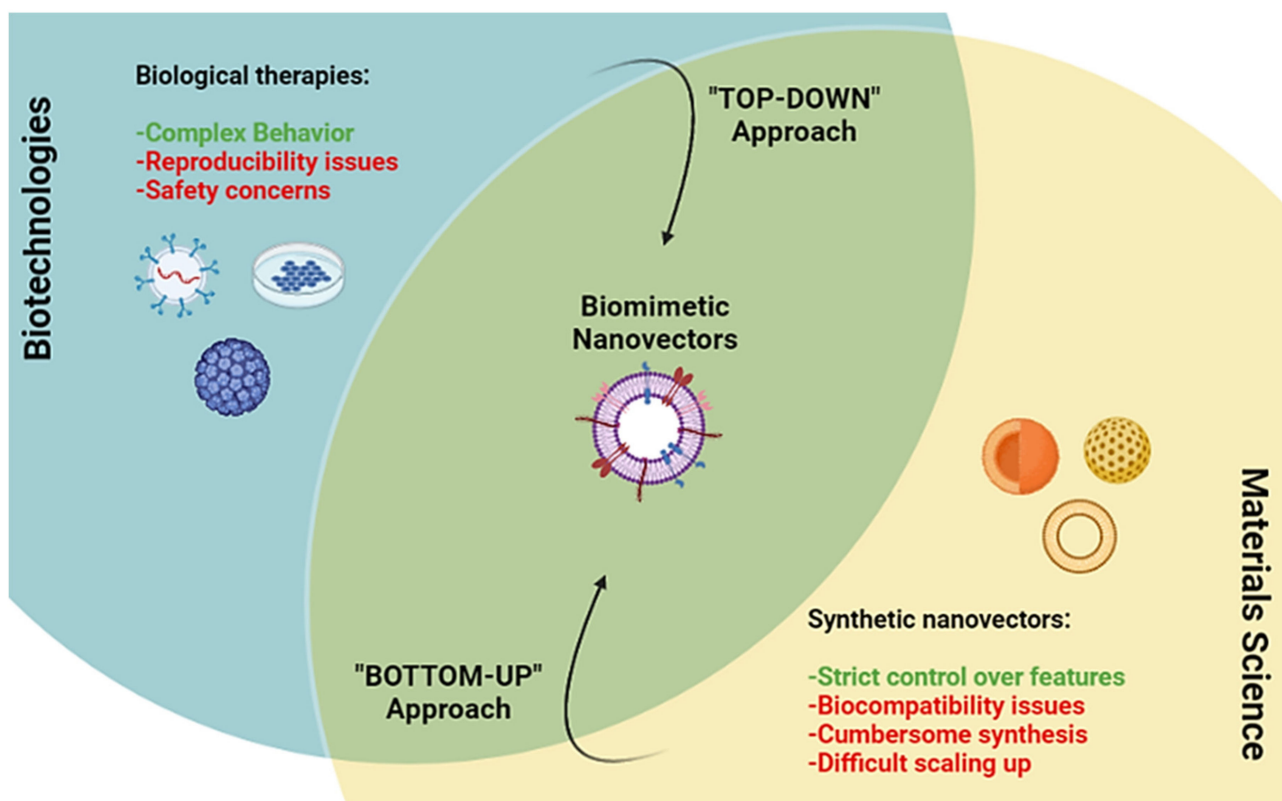 Biotechnologies
Biological therapies:
-Complex Behavior
-Reproducibility issues
-Safety concerns
"TOP-DOWN"
Approach
Biomimetic
Nanovectors
"BOTTOM-UP"
Approach
Synthetic nanovectors:
-Strict control over features
-Biocompatibility issues
-Cumbersome synthesis
-Difficult scaling up
Materials Science